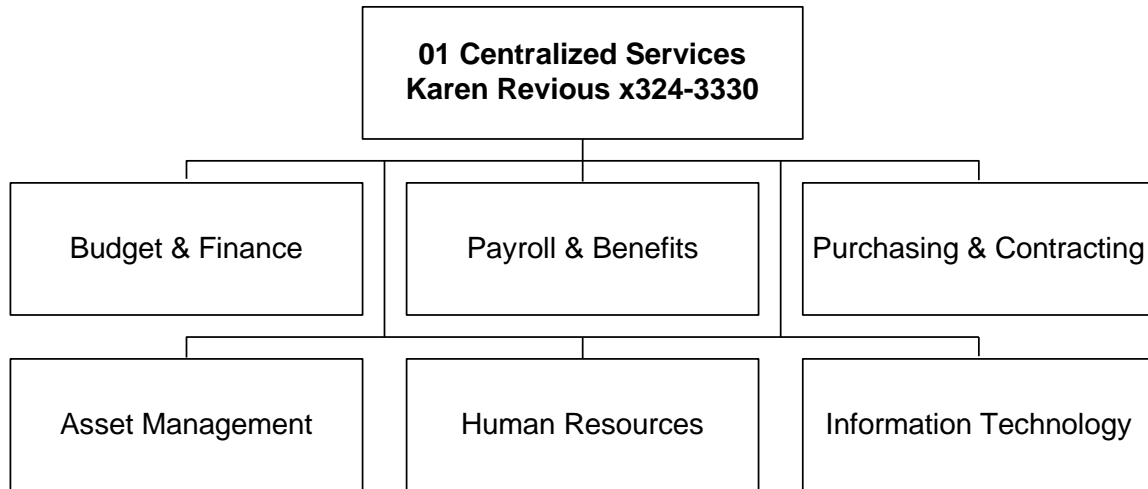 01 Centralized Services
Karen Revious x324-3330
Budget & Finance
Payroll & Benefits
Purchasing & Contracting
Asset Management
Human Resources
Information Technology